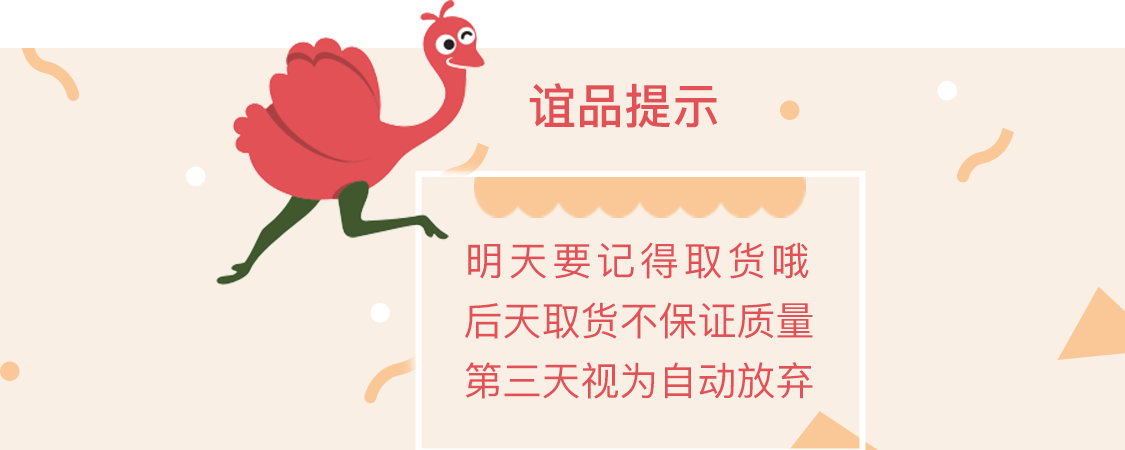 谊品提示
明天要记得取货哦
后天取货不保证质量
第三天视为自动放弃